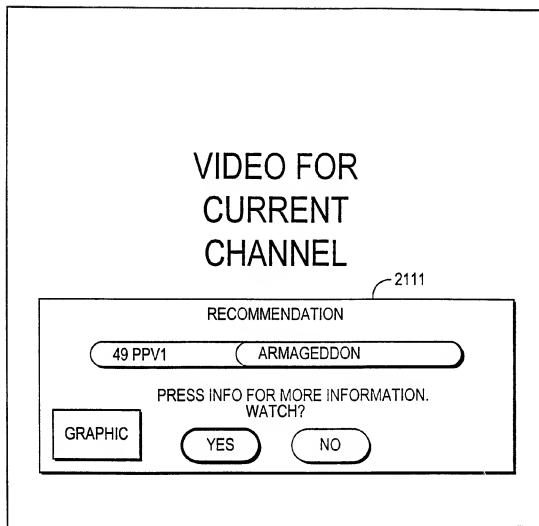 VIDEO FOR
CURRENT
CHANNEL
2111
RECOMMENDATION
49 PPV1 ARMAGEDDON
PRESS INFO FOR MORE INFORMATION.
WATCH?
GRAPHIC YES NO